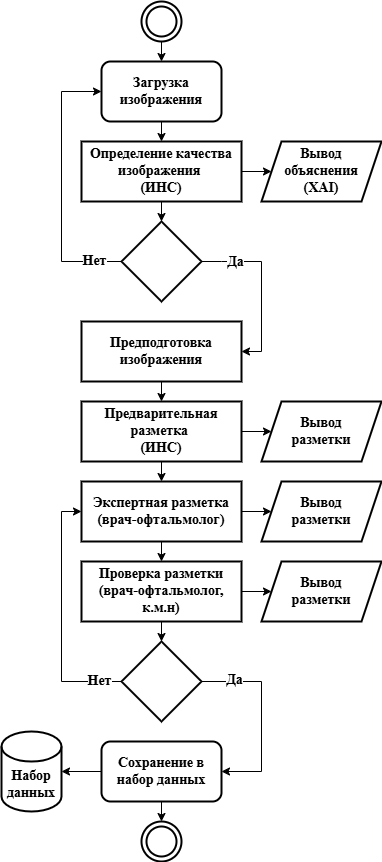 Загрузка
изображения
Определение качества
изображения
(ИНС)
Вывод
объяснения
(XAI)
Нет
Да
Предподготовка
изображения
Предварительная
разметка
(ИНС)
Вывод
разметки
Экспертная разметка
(врач-офтальмолог)
Вывод
разметки
Проверка разметки
(врач-офтальмолог,
к.м.н)
Вывод
разметки
Нет
Да
Сохранение в
набор данных
Набор
данных